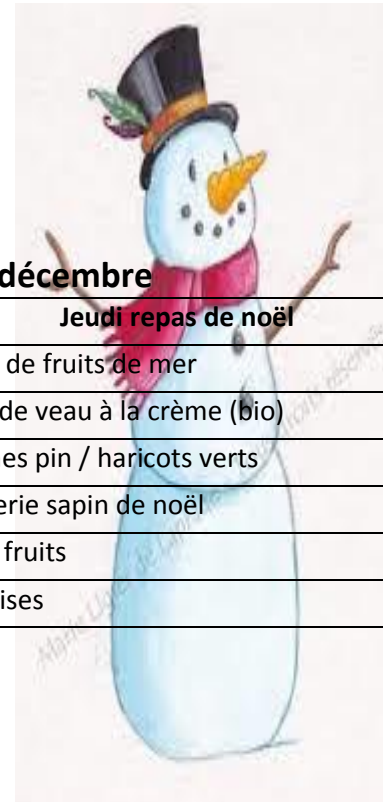 décembre
Jeudi repas de noël
de fruits de mer
de veau à la crème (bio)
es pin / haricots verts
erie sapin de noël
fruits
ises